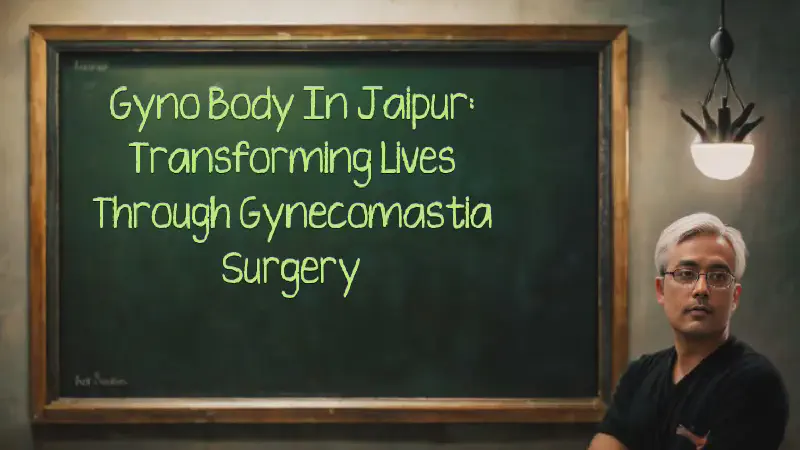 Gyno Body In Jaipur:
Transforming Lives
Through Gynecomastia
Surgery